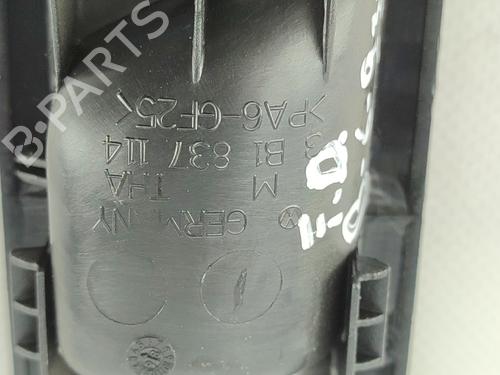 >PA6-GF25<
3 B1 837 114
M THA
GERMANY
B-PARTS